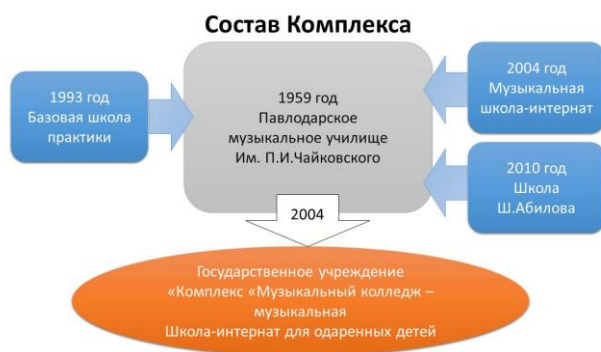 Состав Комплекса
1993 год
Базовая школа
практики
1959 год
Павлодарское
музыкальное училище
Им. П.И.Чайковского
2004 год
Музыкальная
школа-интернат
2010 год
Школа
Ш.Абилова
2004
Государственное учреждение
«Комплекс «Музыкальный колледж –
музыкальная
Школа-интернат для одаренных детей